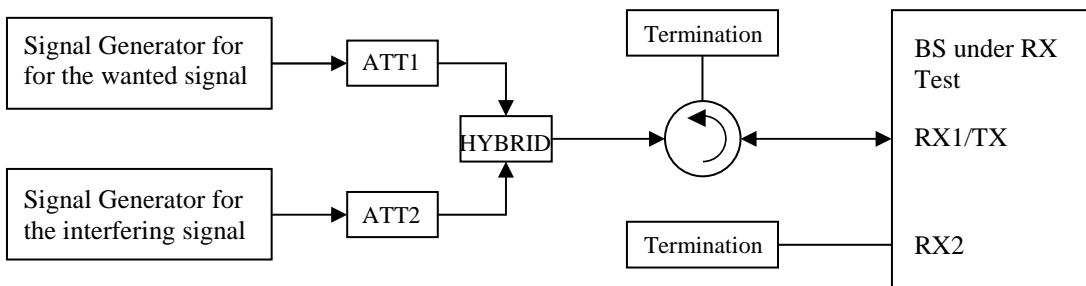 Signal Generator for
for the wanted signal
ATT1
Termination
BS under RX
Test
HYBRID
RX1/TX
Signal Generator for
the interfering signal
ATT2
Termination
RX2